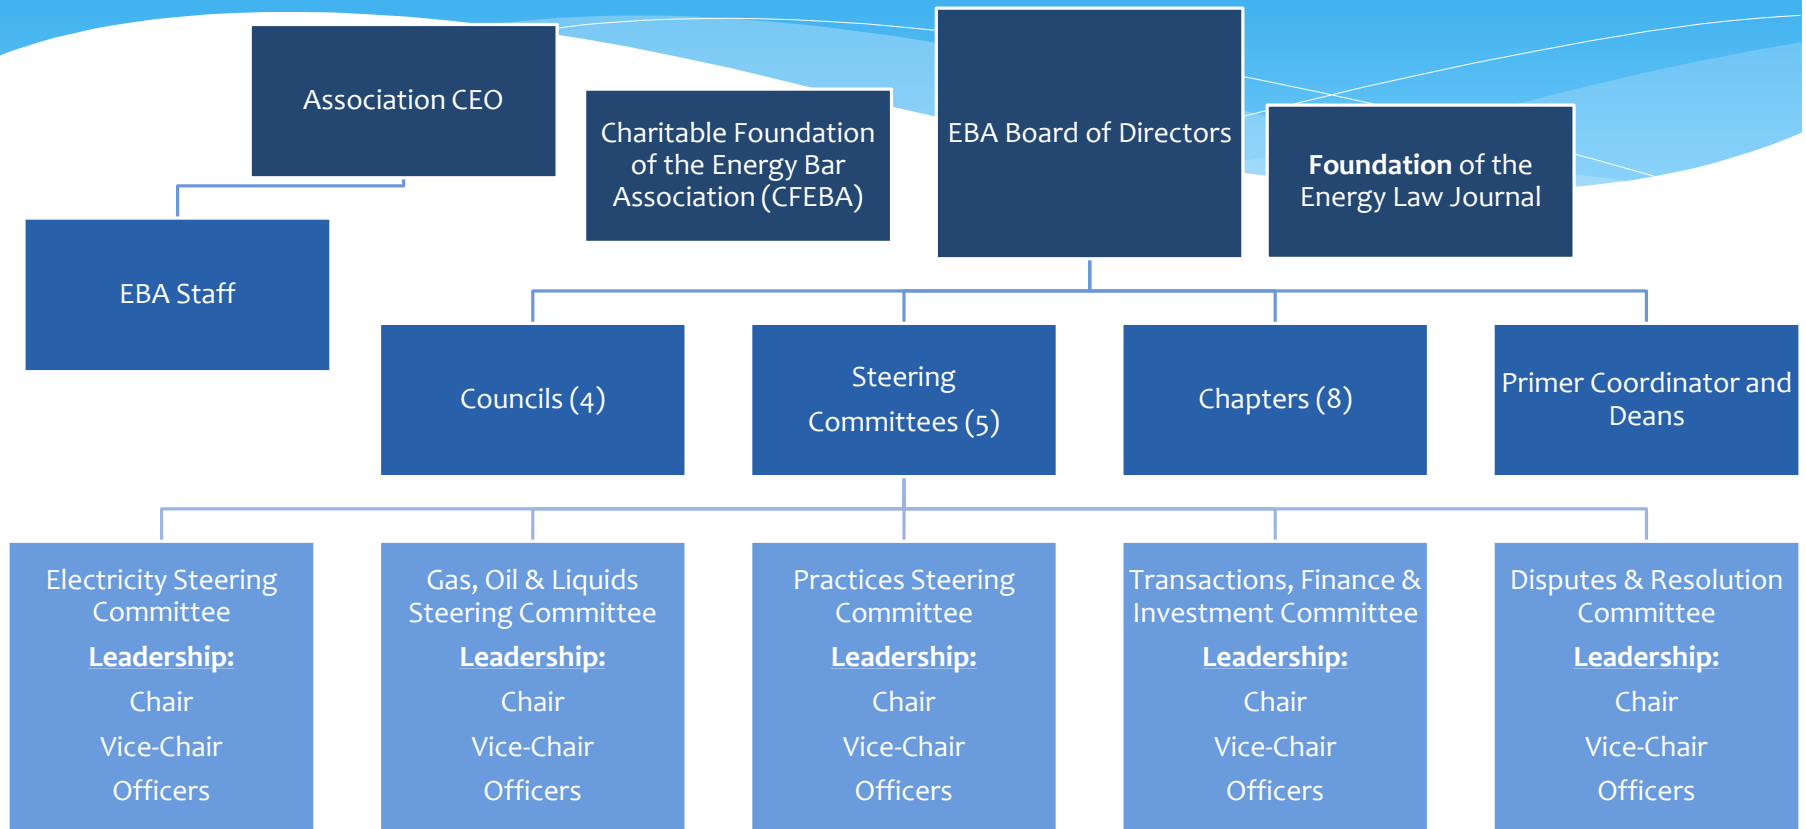 Association CEO
Charitable Foundation
of the Energy Bar
Association (CFEBA)
EBA Board of Directors
Foundation of the
Energy Law Journal
EBA Staff
Councils (4)
Steering
Committees (5)
Chapters (8)
Primer Coordinator and
Deans
Electricity Steering
Committee
Leadership:
Chair
Vice-Chair
Officers
Gas, Oil & Liquids
Steering Committee
Leadership:
Chair
Vice-Chair
Officers
Practices Steering
Committee
Leadership:
Chair
Vice-Chair
Officers
Transactions, Finance &
Investment Committee
Leadership:
Chair
Vice-Chair
Officers
Disputes & Resolution
Committee
Leadership:
Chair
Vice-Chair
Officers